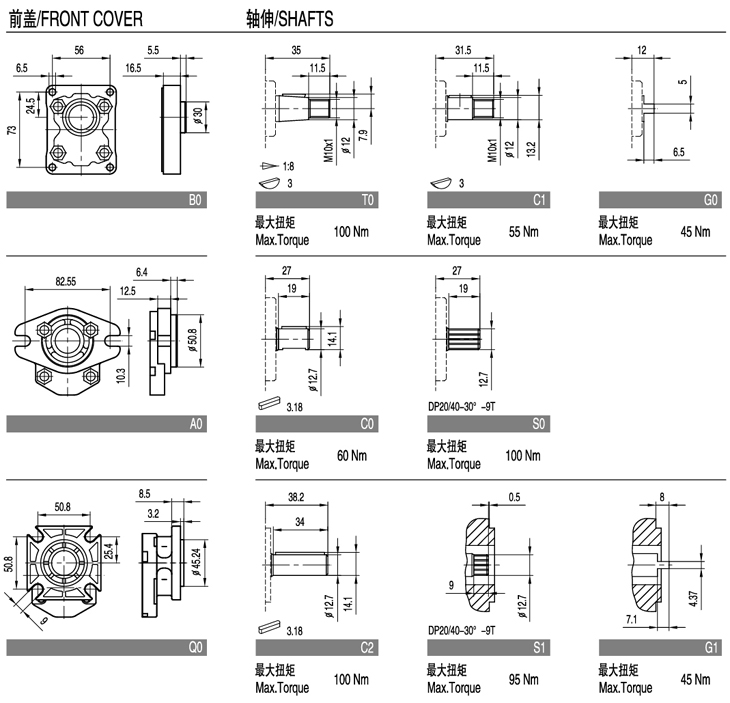 前盖/FRONT COVER
轴伸/SHAFTS
56
5.5
6.5
16.5
24.5
73
ø30
B0
35
11.5
M10x1
ø12
7.9
1:8
3
T0
最大扭矩
Max.Torque
100 Nm
31.5
11.5
M10x1
ø12
13.2
3
C1
最大扭矩
Max.Torque
55 Nm
12
5
6.5
G0
最大扭矩
Max.Torque
45 Nm
82.55
6.4
12.5
10.3
ø50.8
A0
27
19
ø12.7
14.1
3.18
C0
最大扭矩
Max.Torque
60 Nm
27
19
12.7
DP20/40-30° -9T
S0
最大扭矩
Max.Torque
100 Nm
50.8
8.5
3.2
50.8
25.4
9
ø45.24
Q0
38.2
34
ø12.7
14.1
3.18
C2
最大扭矩
Max.Torque
100 Nm
0.5
9
ø12.7
DP20/40-30° -9T
S1
最大扭矩
Max.Torque
95 Nm
8
4.37
7.1
G1
最大扭矩
Max.Torque
45 Nm